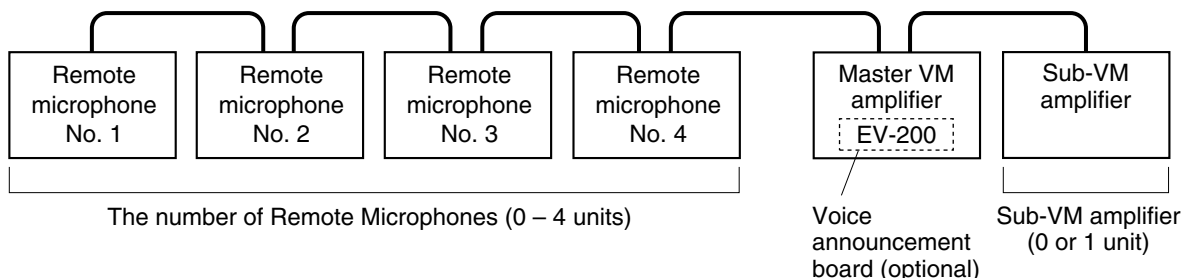 Remote
microphone
No. 1
Remote
microphone
No. 2
Remote
microphone
No. 3
Remote
microphone
No. 4
Master VM
amplifier
EV-200
Sub-VM
amplifier
The number of Remote Microphones (0 – 4 units)
Voice
announcement
board (optional)
Sub-VM amplifier
(0 or 1 unit)